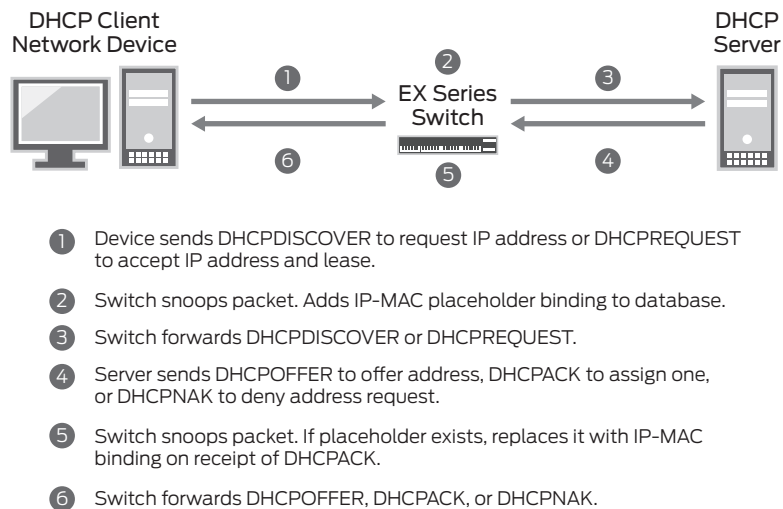 DHCP Client
Network Device
DHCP
Server
1
2
3
EX Series
Switch
6
5
4
1 Device sends DHCPDISCOVER to request IP address or DHCPREQUEST
to accept IP address and lease.
2 Switch snoops packet. Adds IP-MAC placeholder binding to database.
3 Switch forwards DHCPDISCOVER or DHCPREQUEST.
4 Server sends DHCPOFFER to offer address, DHCPACK to assign one,
or DHCPNAK to deny address request.
5 Switch snoops packet. If placeholder exists, replaces it with IP-MAC
binding on receipt of DHCPACK.
6 Switch forwards DHCPOFFER, DHCPACK, or DHCPNAK.